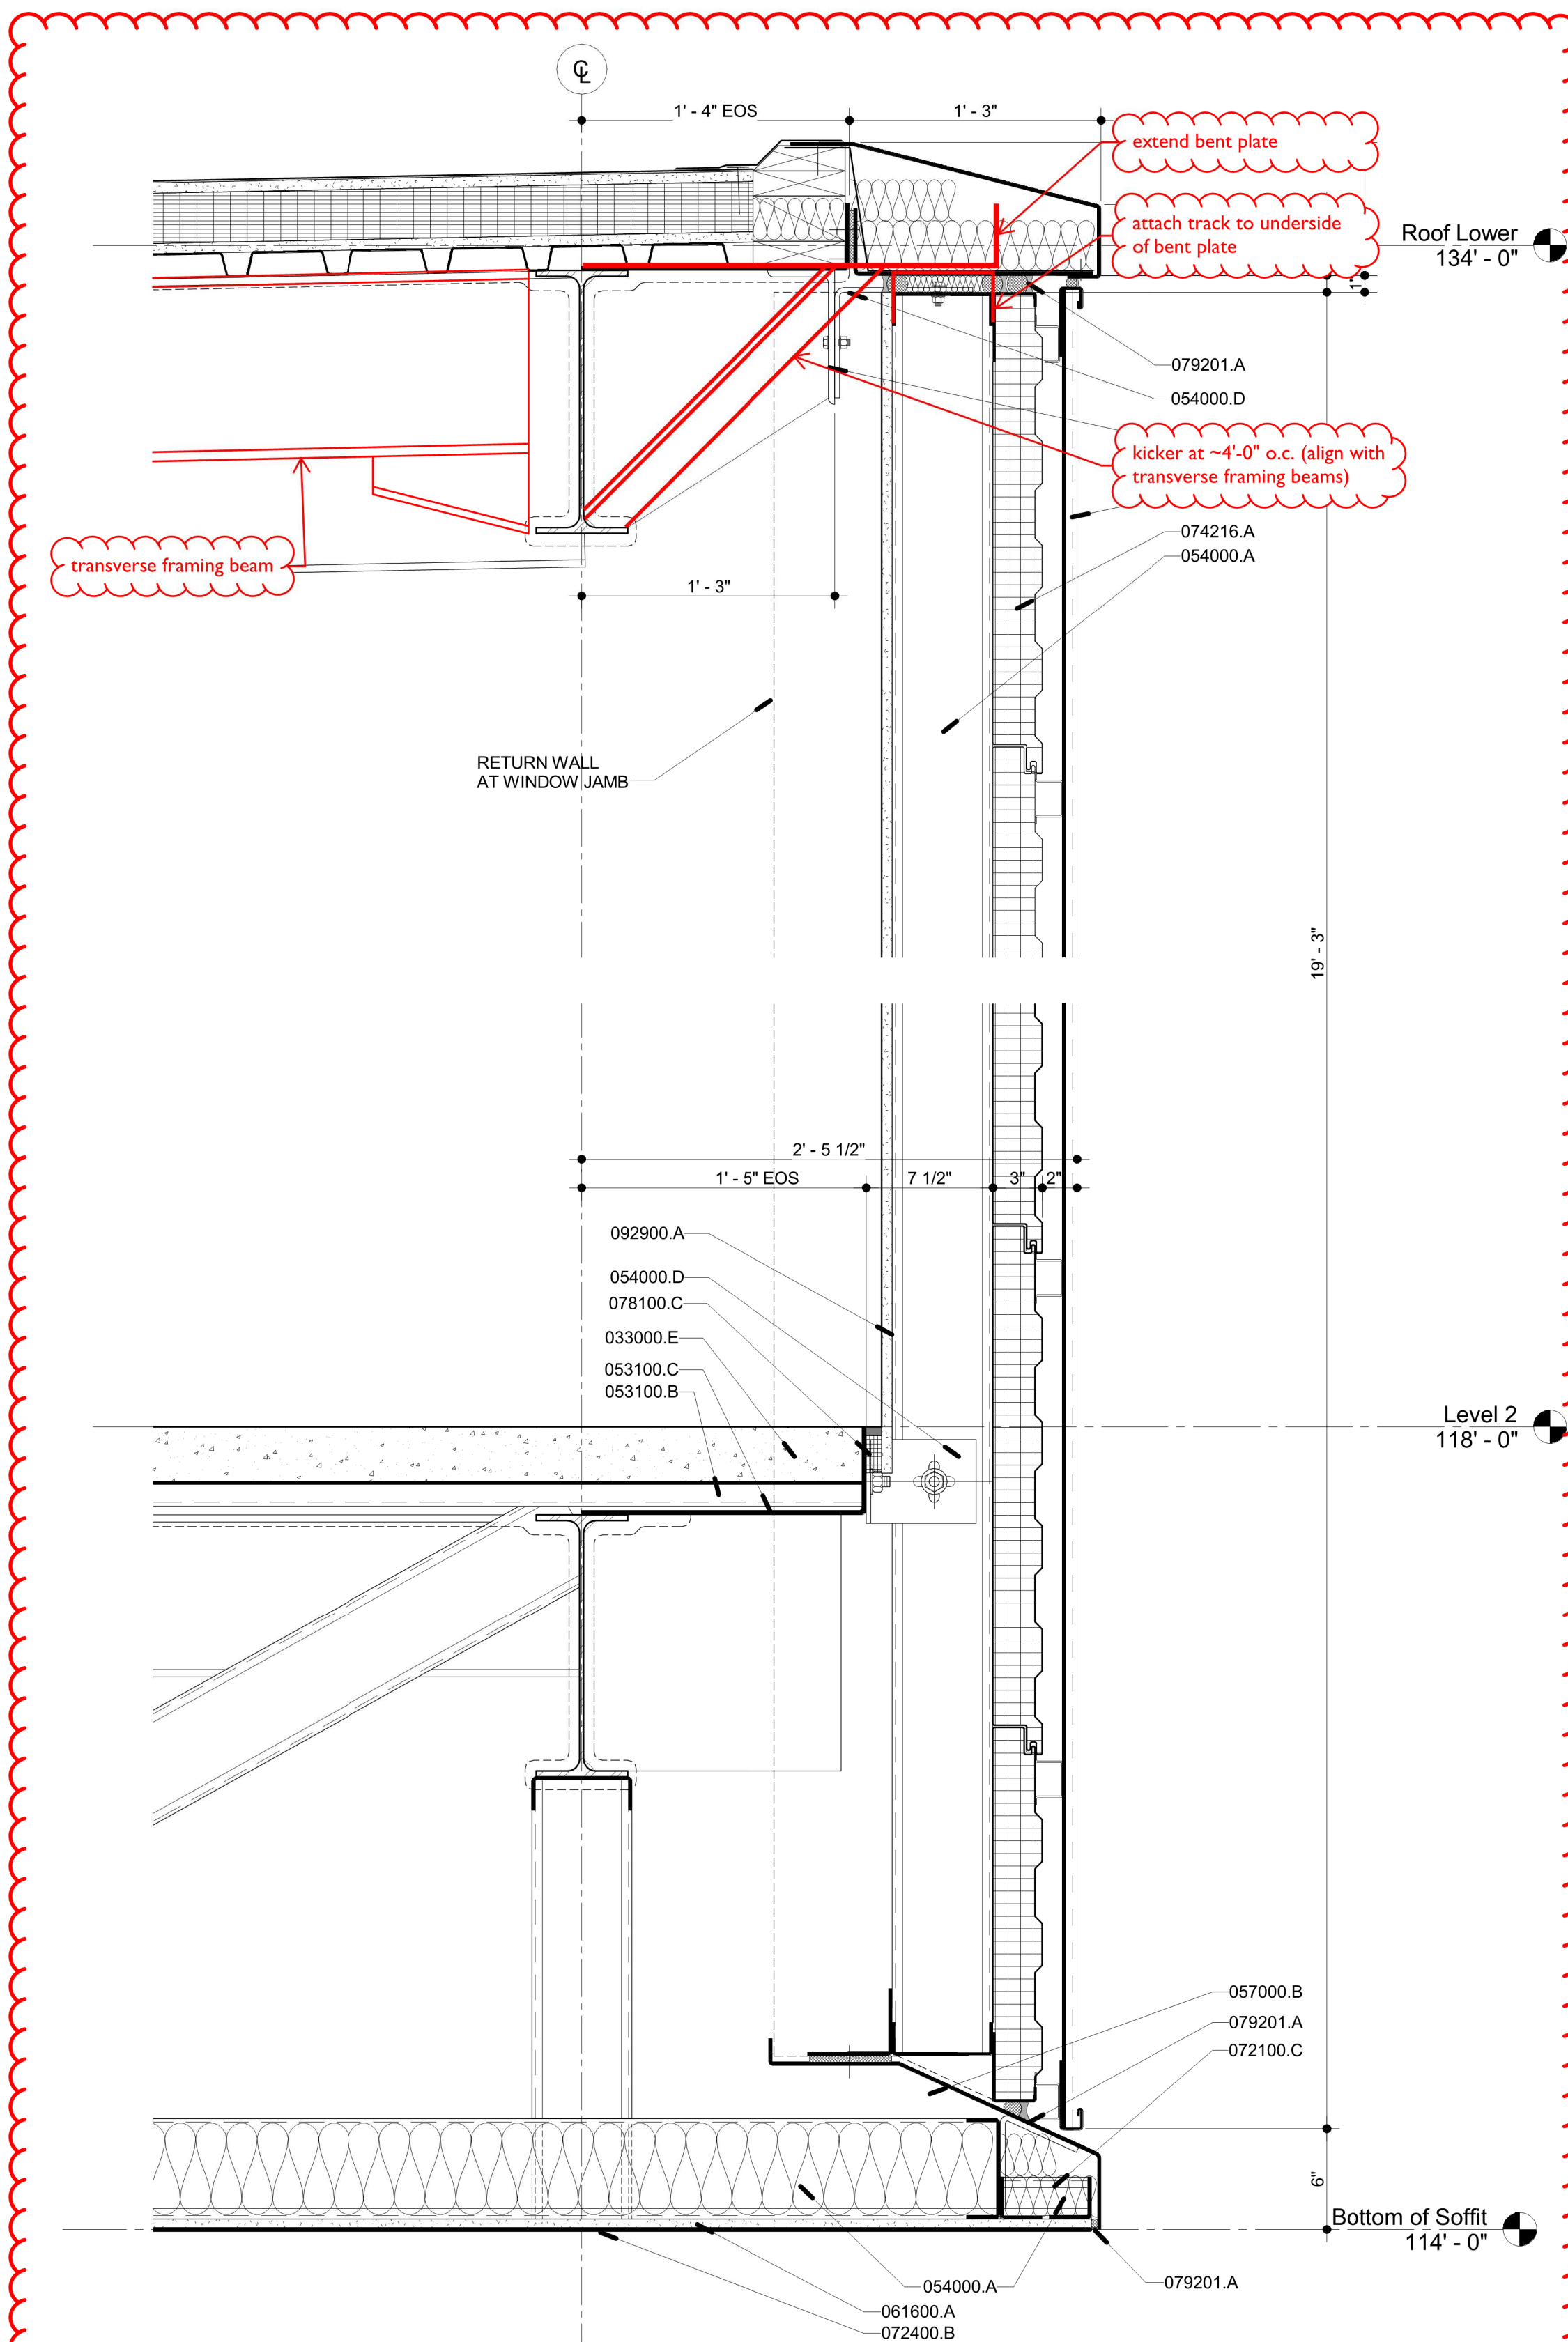 CL
1' - 4" EOS
1' - 3"
extend bent plate
attach track to underside
of bent plate
Roof Lower
134' - 0"
1"
079201.A
054000.D
kicker at ~4'-0" o.c. (align with
transverse framing beams)
074216.A
054000.A
transverse framing beam
1' - 3"
RETURN WALL
AT WINDOW JAMB
19' - 3"
2' - 5 1/2"
1' - 5" EOS
7 1/2"
3"
2"
092900.A
054000.D
078100.C
033000.E
053100.C
053100.B
Level 2
118' - 0"
057000.B
079201.A
072100.C
6"
Bottom of Soffit
114' - 0"
079201.A
054000.A
061600.A
072400.B